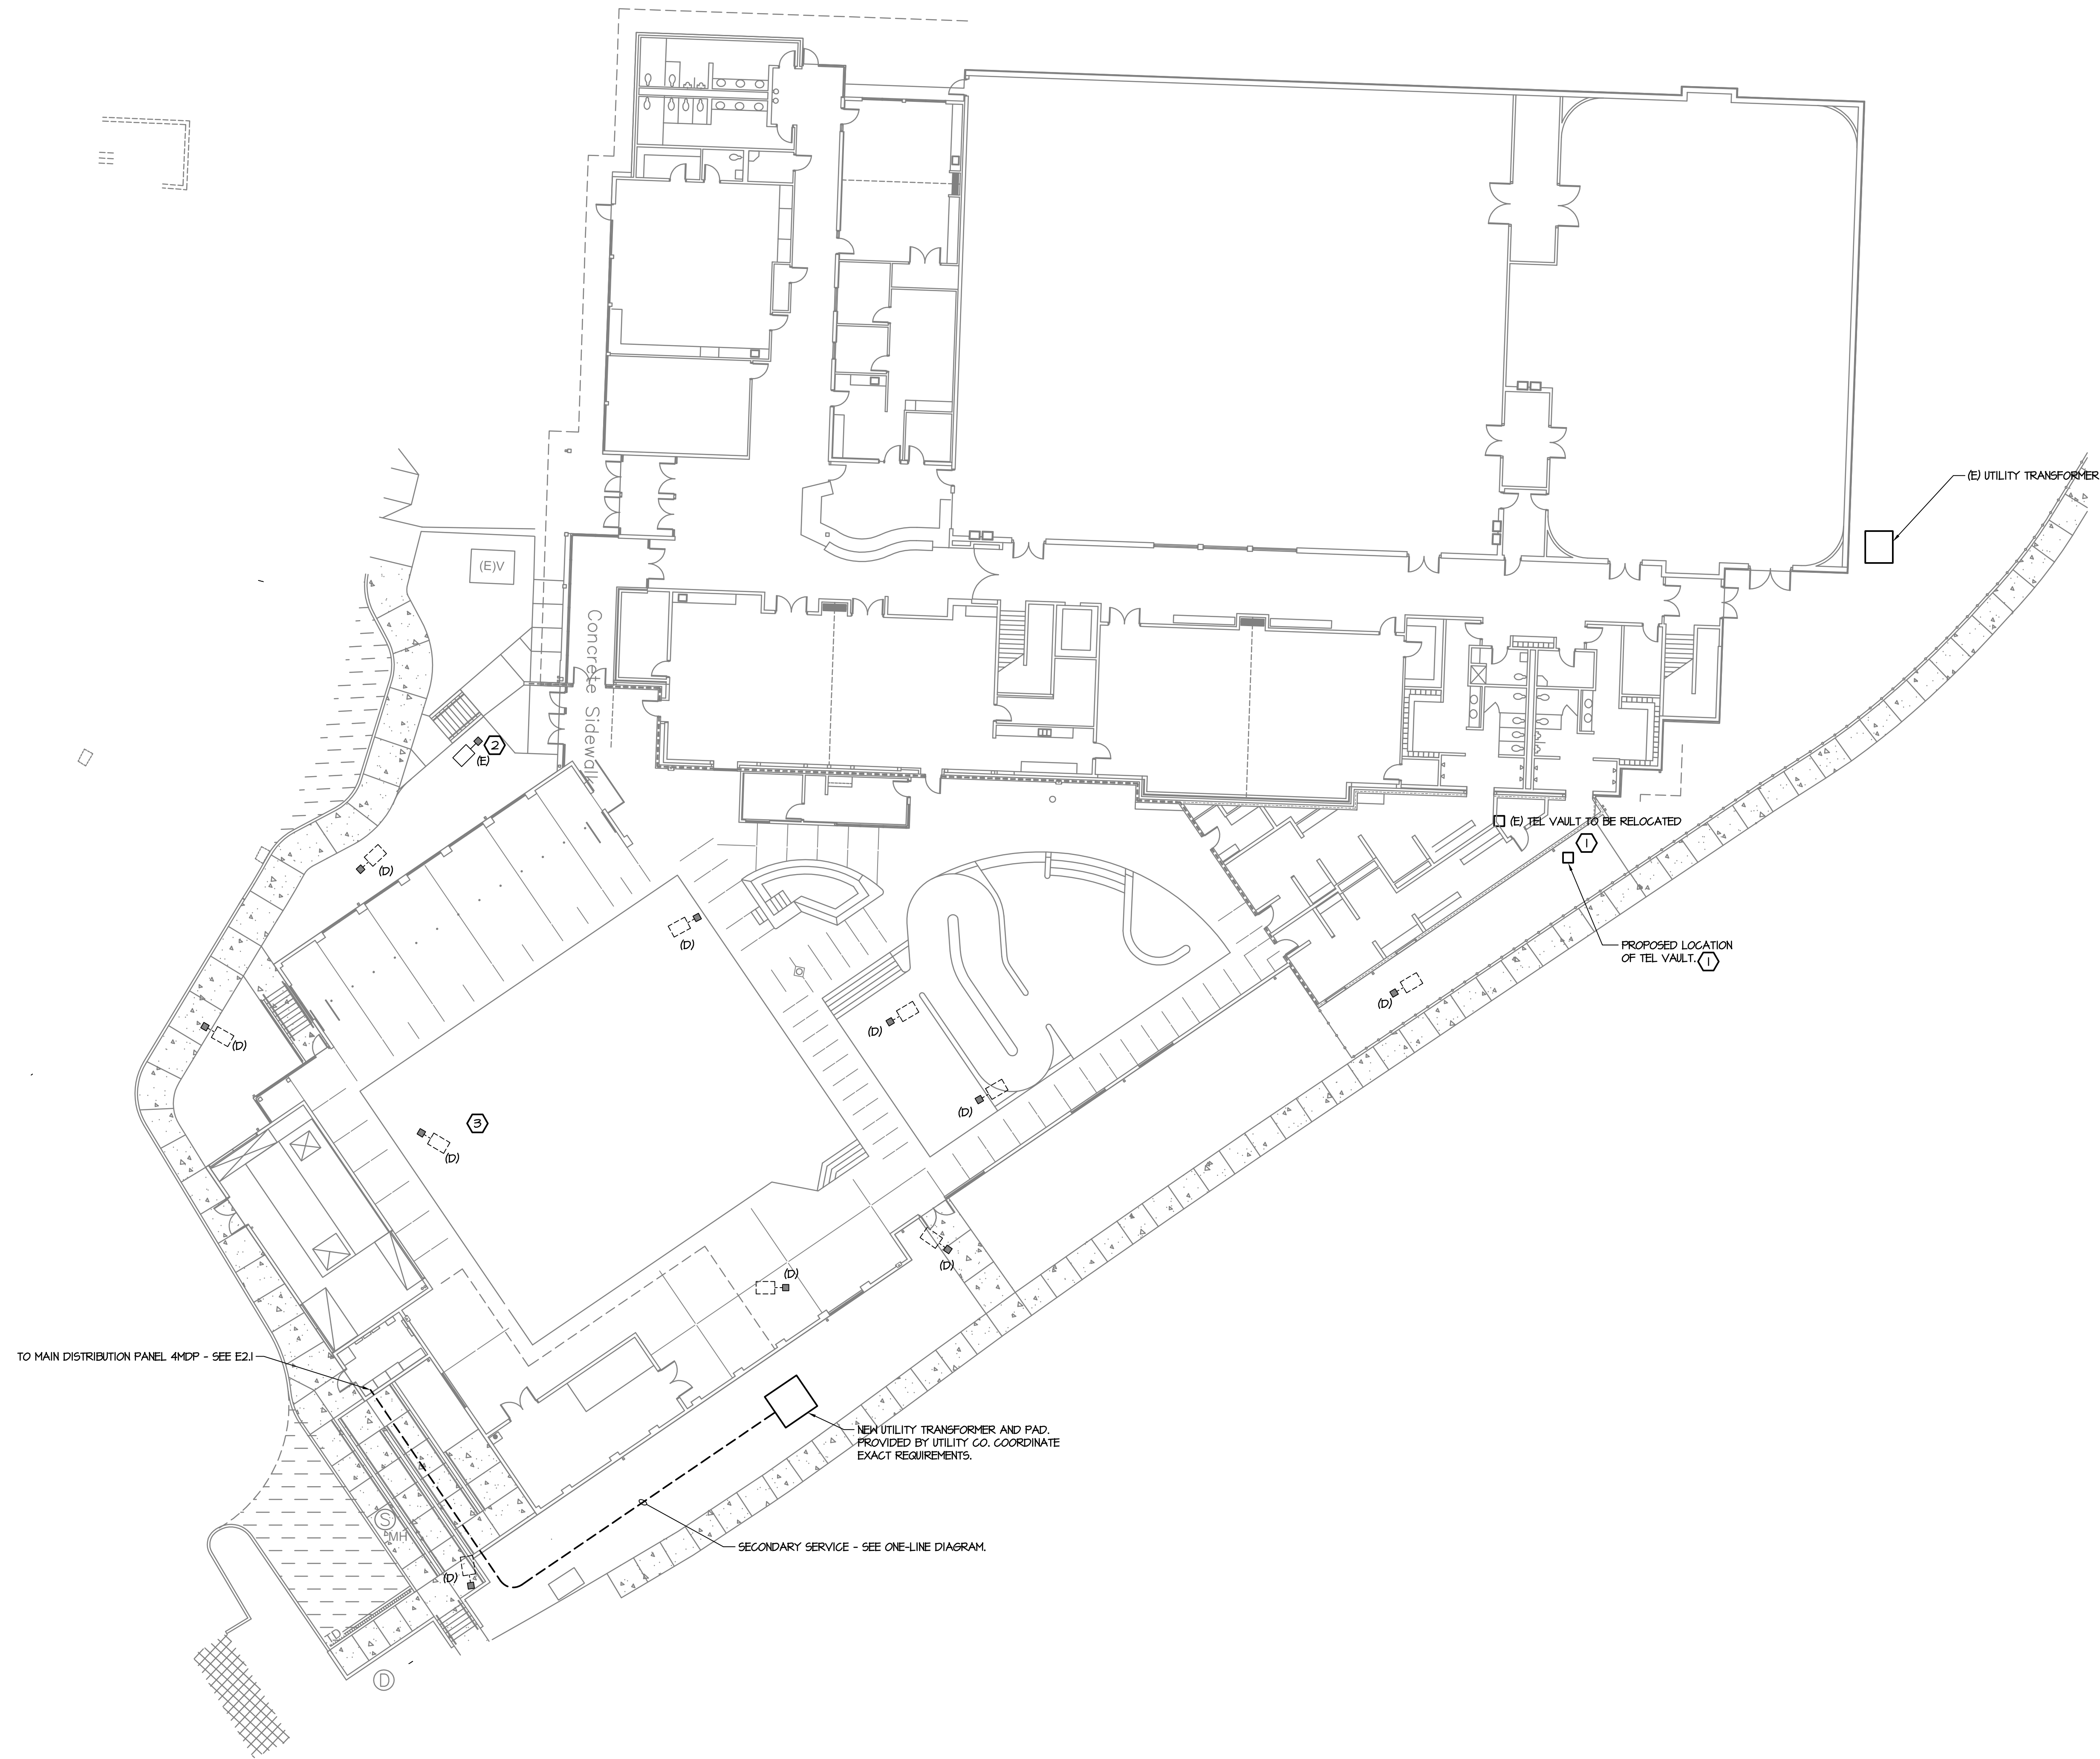 (E) UTILITY TRANSFORMER
(E)V
Concrete Sidewalk
2
(E)
(E) TEL VAULT TO BE RELOCATED
1
(D)
(D)
PROPOSED LOCATION
OF TEL VAULT.
1
(D)
(D)
(D)
(D)
3
(D)
(D)
(D)
TO MAIN DISTRIBUTION PANEL 4MDP - SEE E2.1
NEW UTILITY TRANSFORMER AND PAD.
PROVIDED BY UTILITY CO. COORDINATE
EXACT REQUIREMENTS.
S
MH
SECONDARY SERVICE - SEE ONE-LINE DIAGRAM.
(D)
TD
D